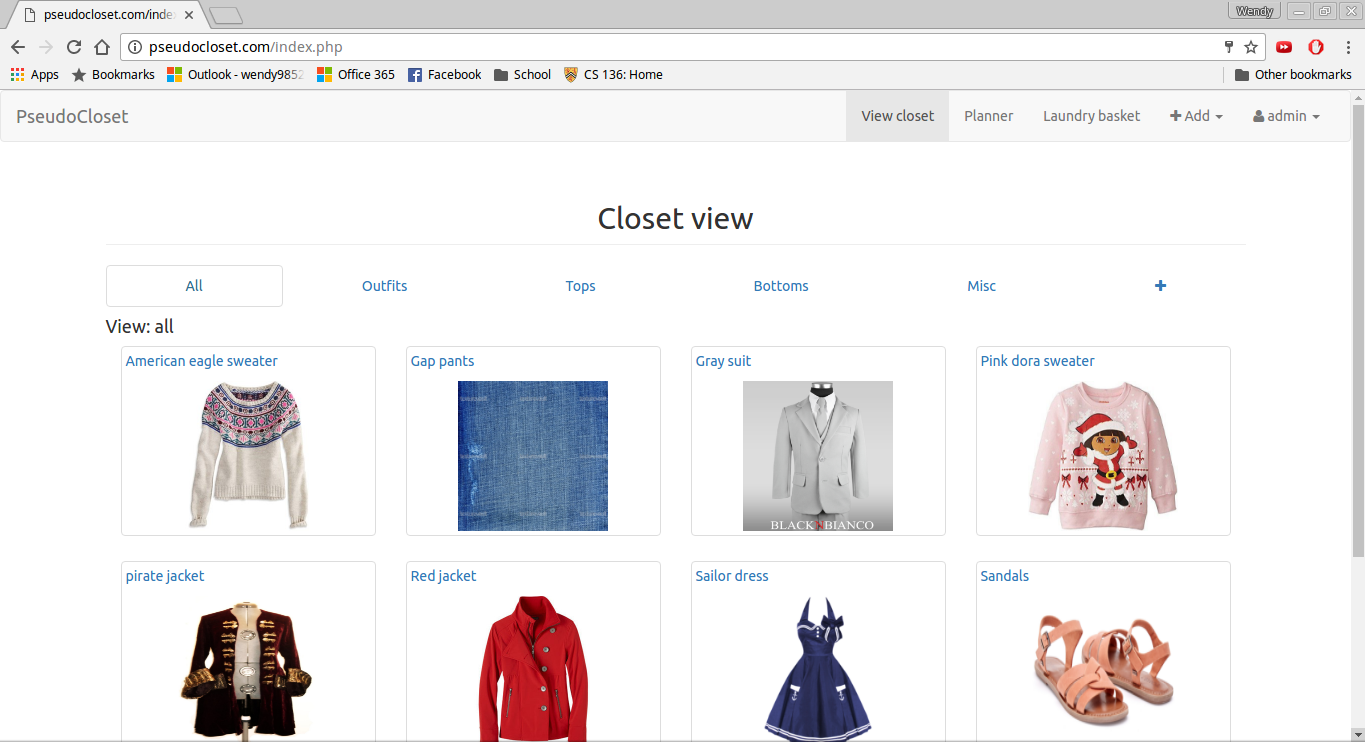 pseudocloset.com/inde
Wendy
pseudocloset.com/index.php
Apps Bookmarks Outlook - wendy9852 Office 365 Facebook School CS 136: Home Other bookmarks
PseudoCloset View closet Planner Laundry basket Add admin
Closet view
All Outfits Tops Bottoms Misc
View: all
American eagle sweater Gap pants Gray suit Pink dora sweater
BLACKNBIANCO
pirate jacket Red jacket Sailor dress Sandals